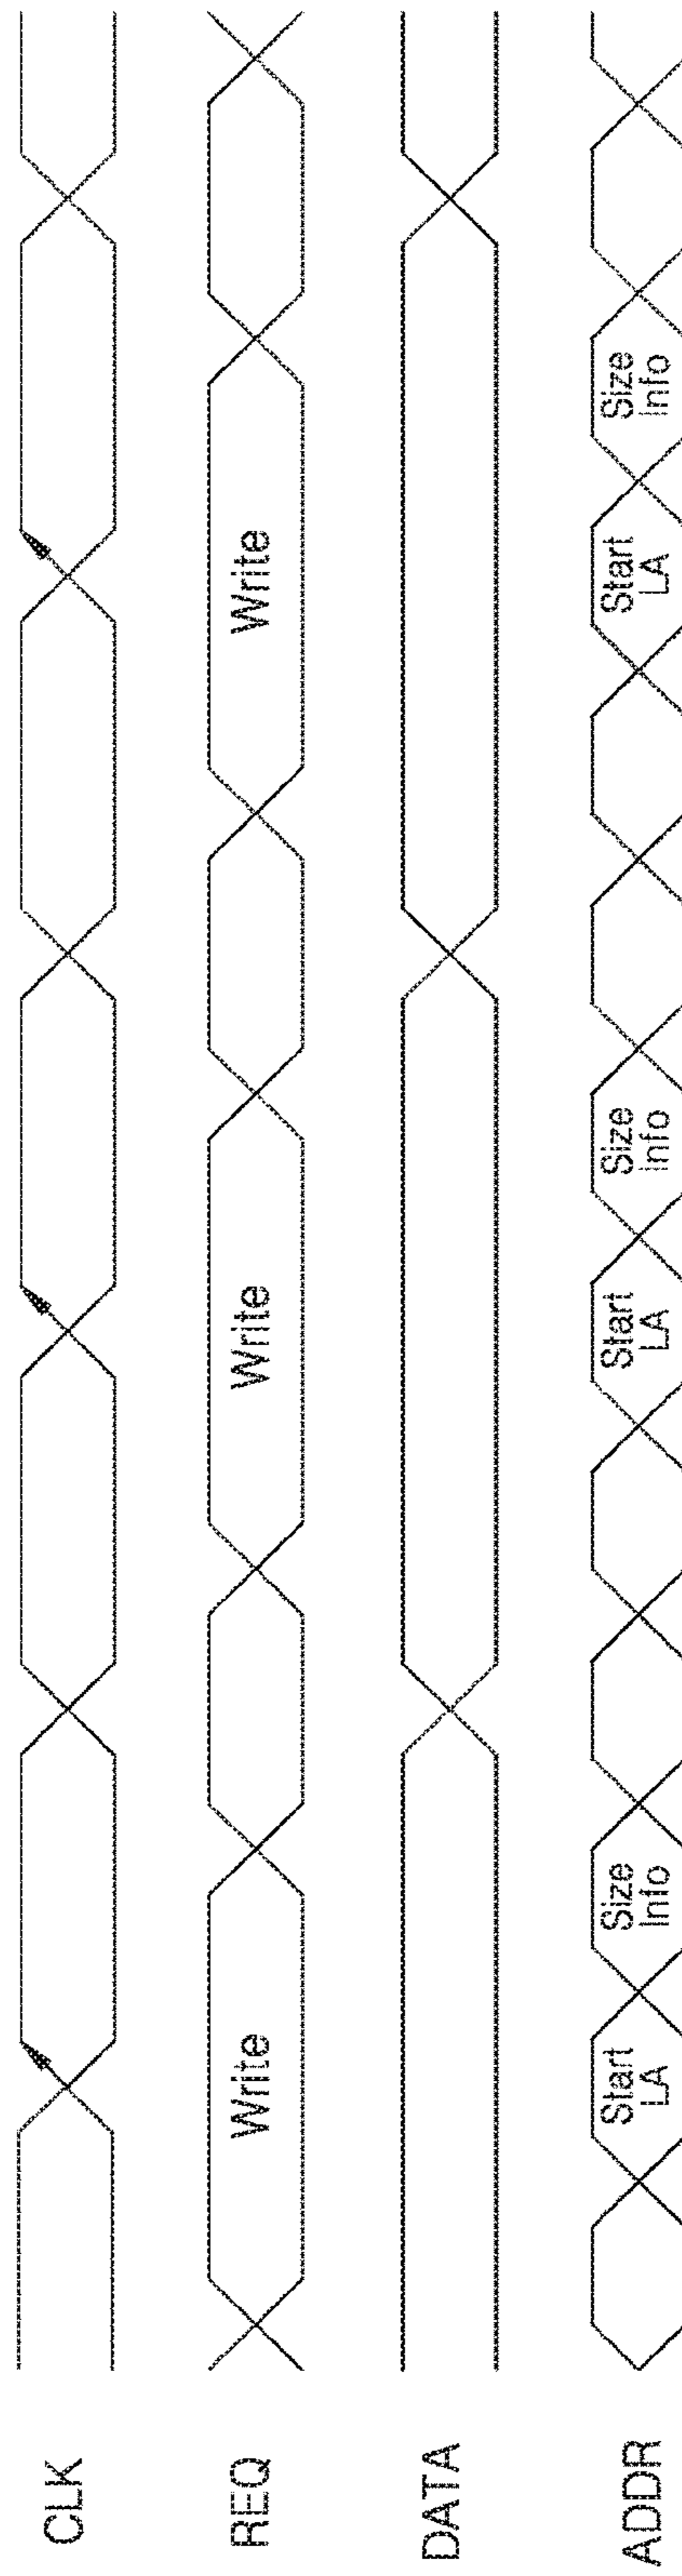 CLK
REQ
Write
Write
Write
DATA
ADDR
Start
LA
Size
Info
Start
LA
Size
Info
Start
LA
Size
Info